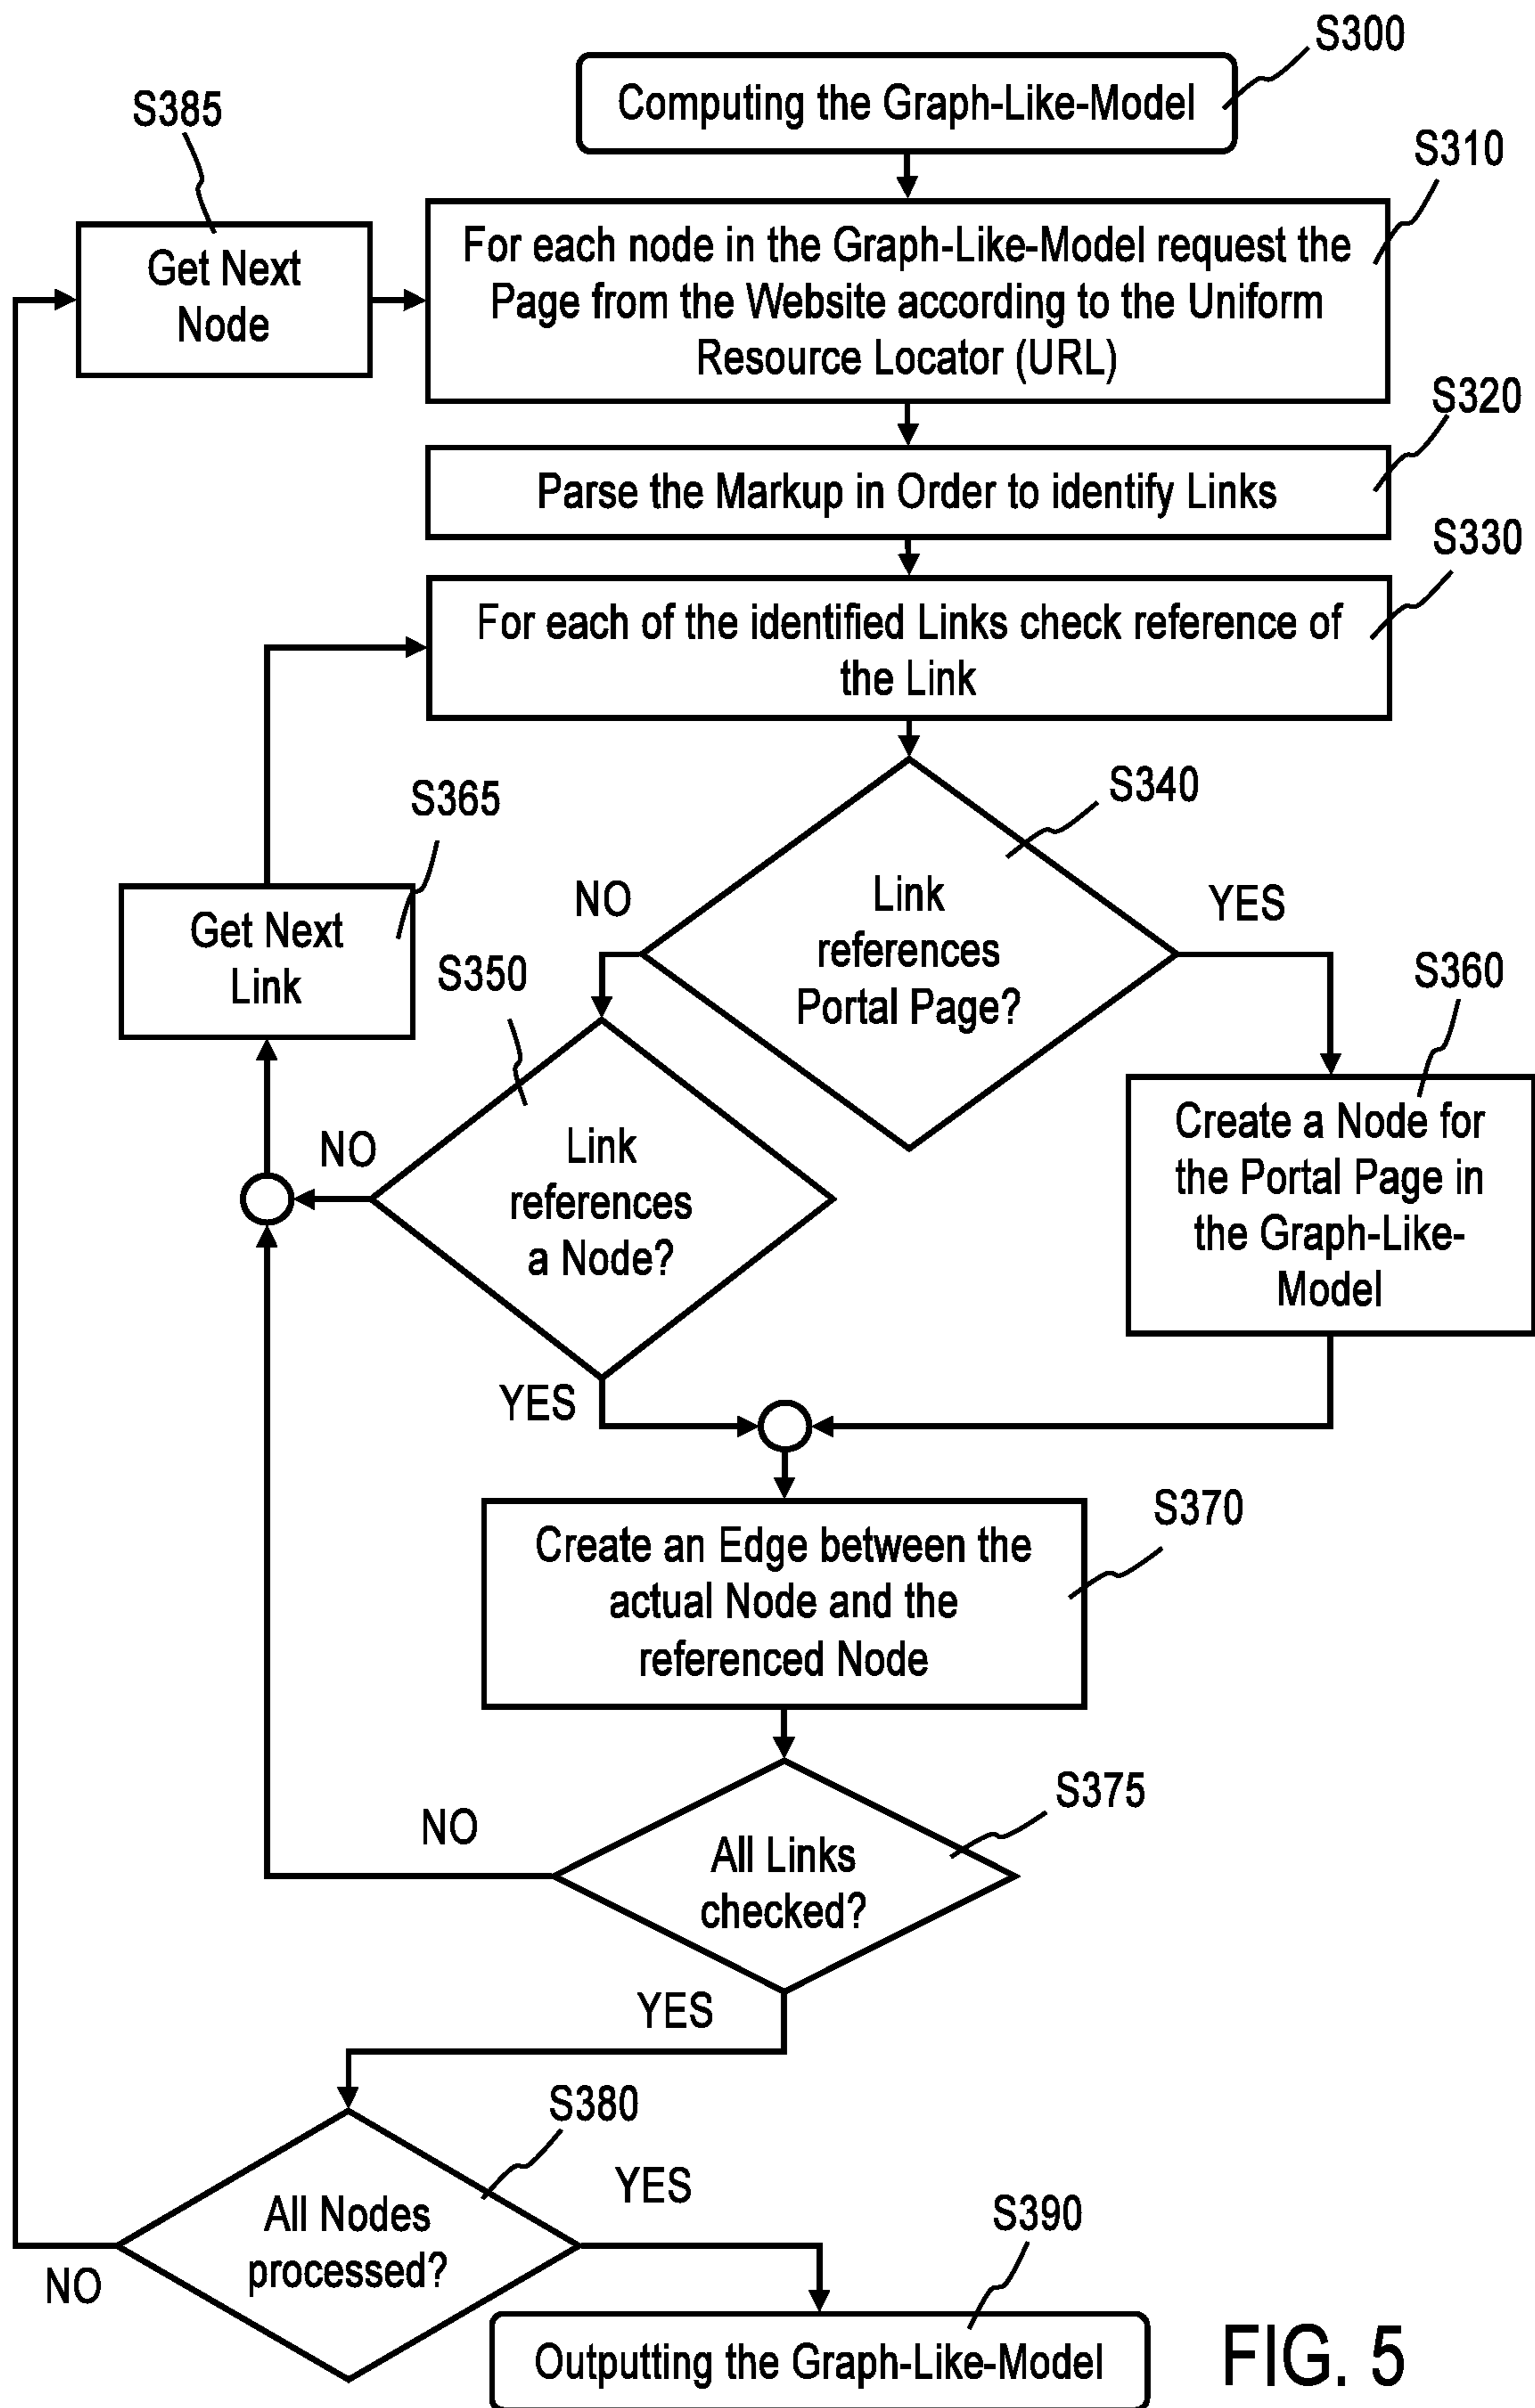 S300
Computing the Graph-Like-Model
S385
S310
Get Next
Node
For each node in the Graph-Like-Model request the
Page from the Website according to the Uniform
Resource Locator (URL)
S320
Parse the Markup in Order to identify Links
S330
For each of the identified Links check reference of
the Link
S340
S365
Link
references
Portal Page?
NO
YES
Get Next
Link
S350
S360
Link
references
a Node?
NO
Create a Node for
the Portal Page in
the Graph-Like-
Model
YES
S370
Create an Edge between the
actual Node and the
referenced Node
S375
NO
All Links
checked?
YES
S380
All Nodes
processed?
YES
NO
S390
Outputting the Graph-Like-Model
FIG. 5